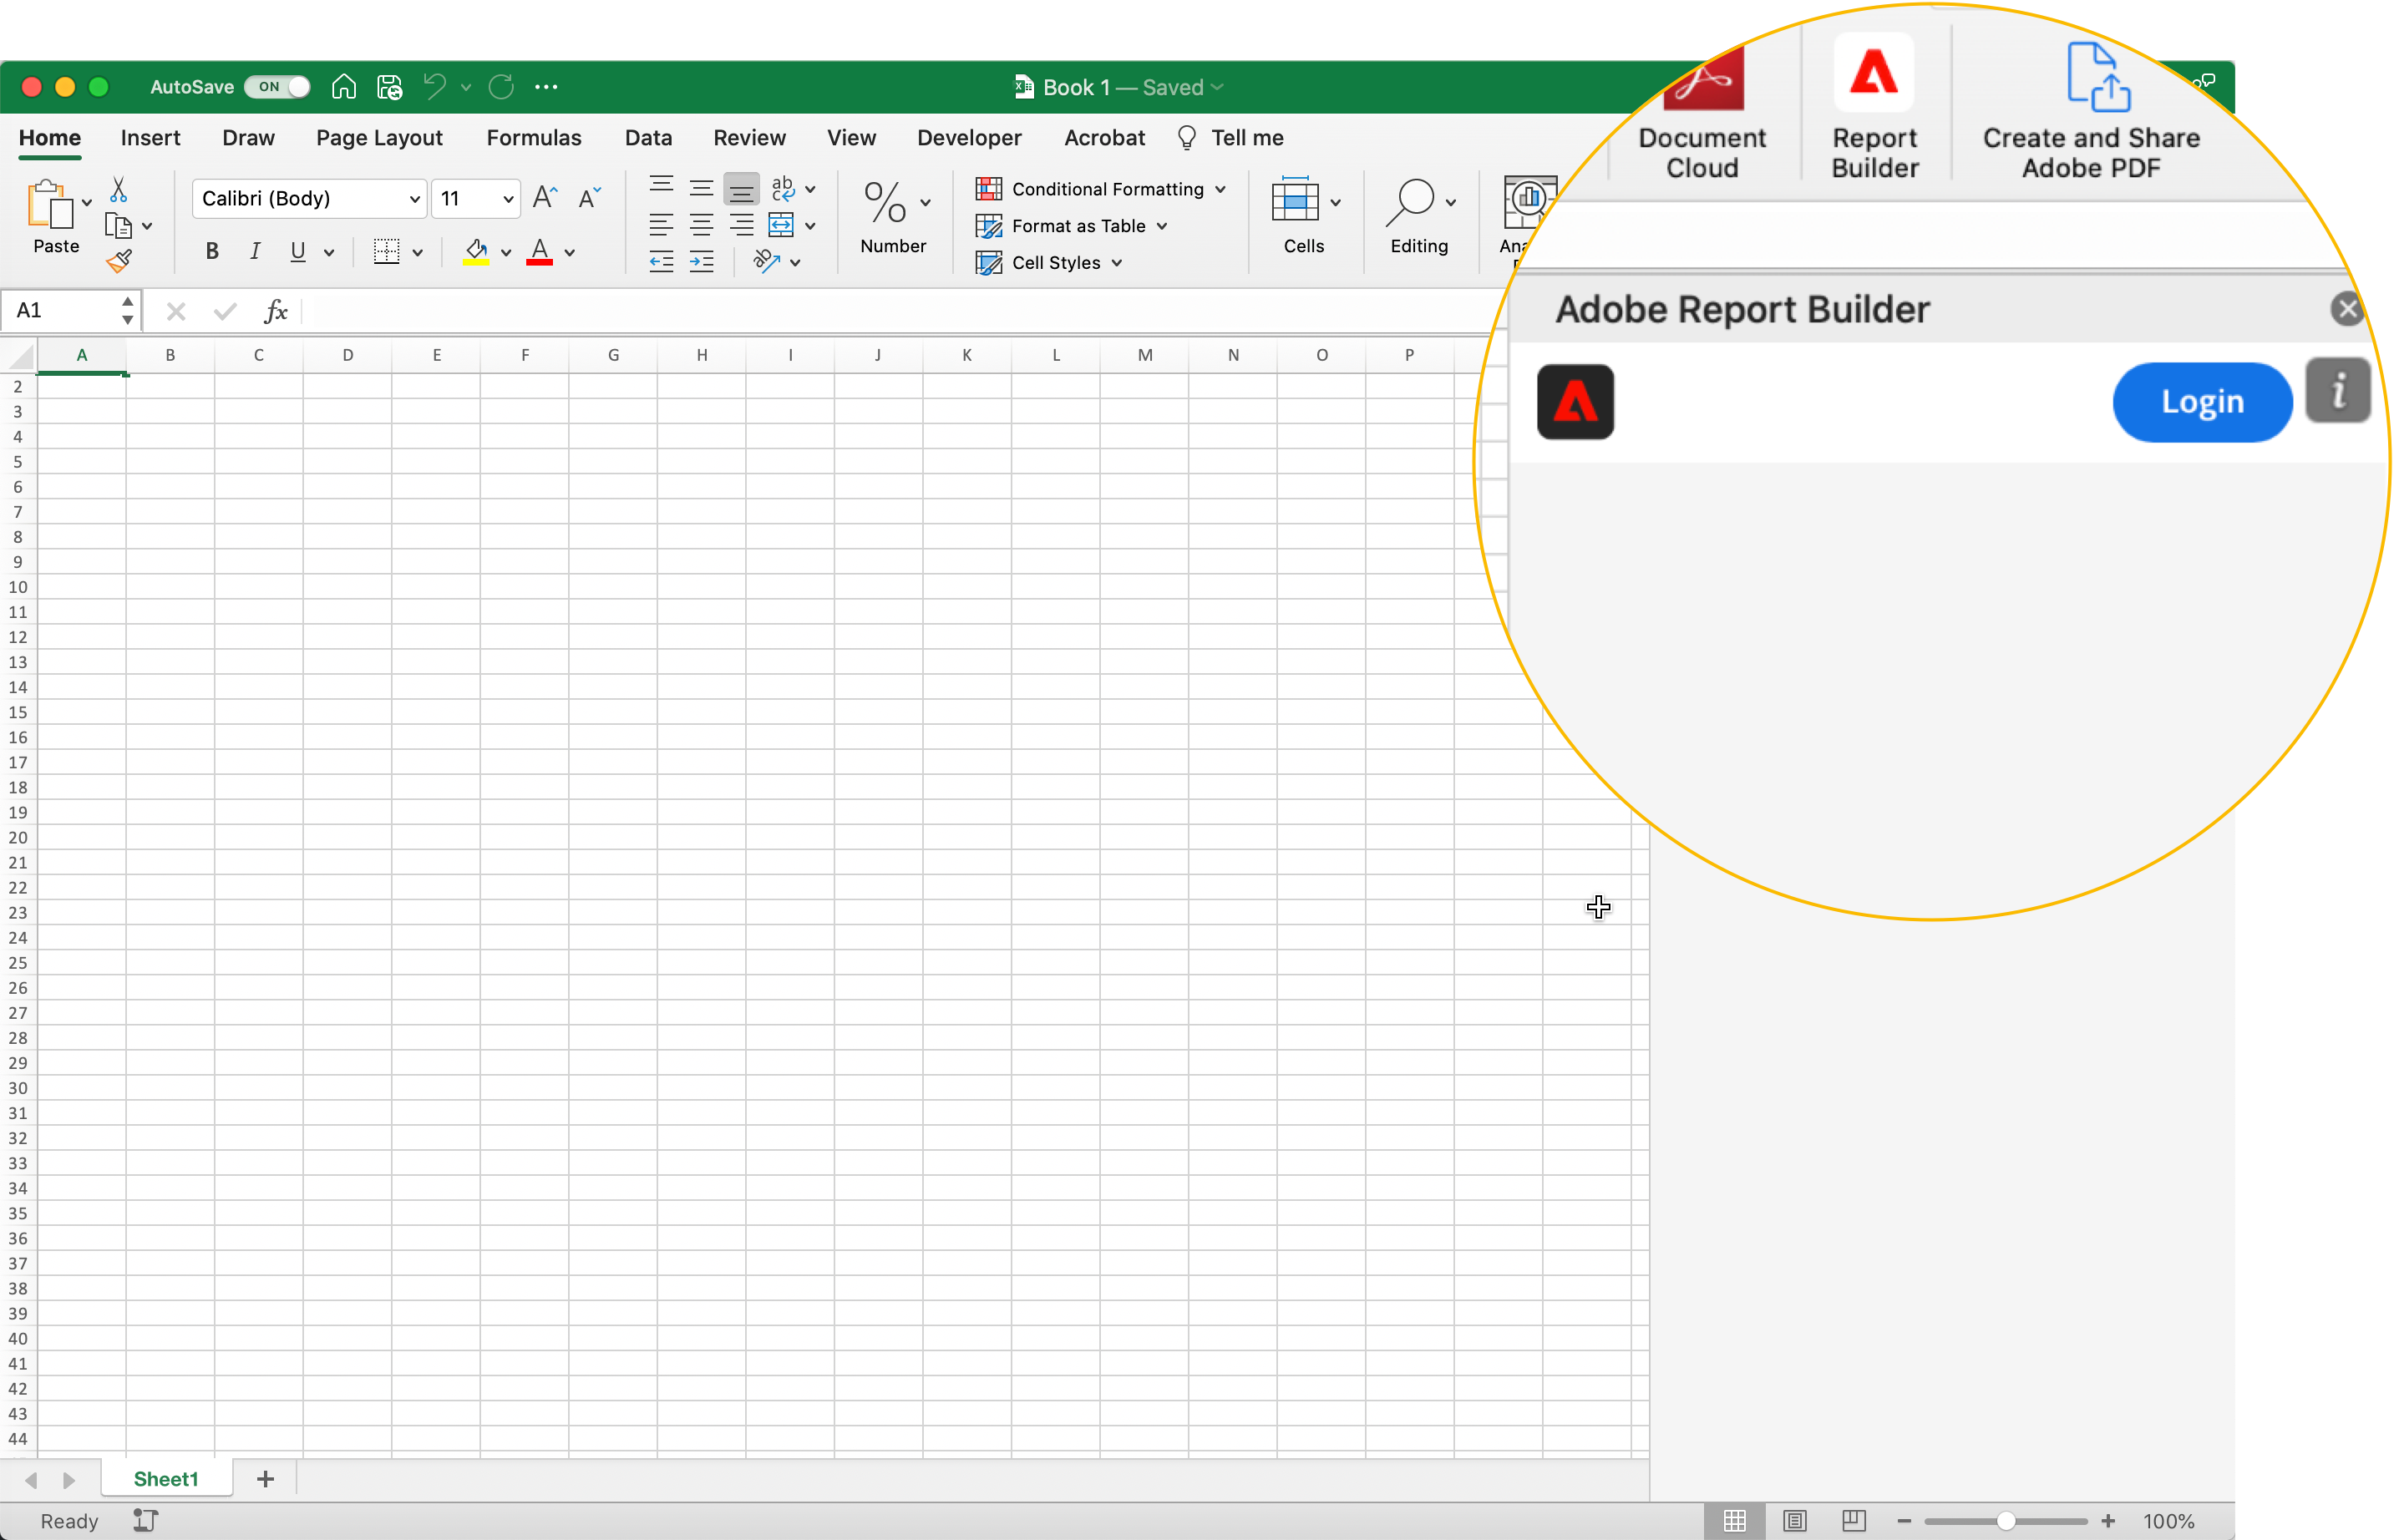 AutoSave ON
Book 1 — Saved
Home Insert Draw Page Layout Formulas Data Review View Developer Acrobat Tell me
Document Cloud
Report Builder
Create and Share Adobe PDF
Paste
Calibri (Body) 11
B I U A
ab
Number
Conditional Formatting
Format as Table
Cell Styles
Cells
Editing
A1 fx
Adobe Report Builder
Login i
A B C D E F G H I J K L M N O P
2
3
4
5
6
7
8
9
10
11
12
13
14
15
16
17
18
19
20
21
22
23
24
25
26
27
28
29
30
31
32
33
34
35
36
37
38
39
40
41
42
43
44
Sheet1 +
Ready
100%